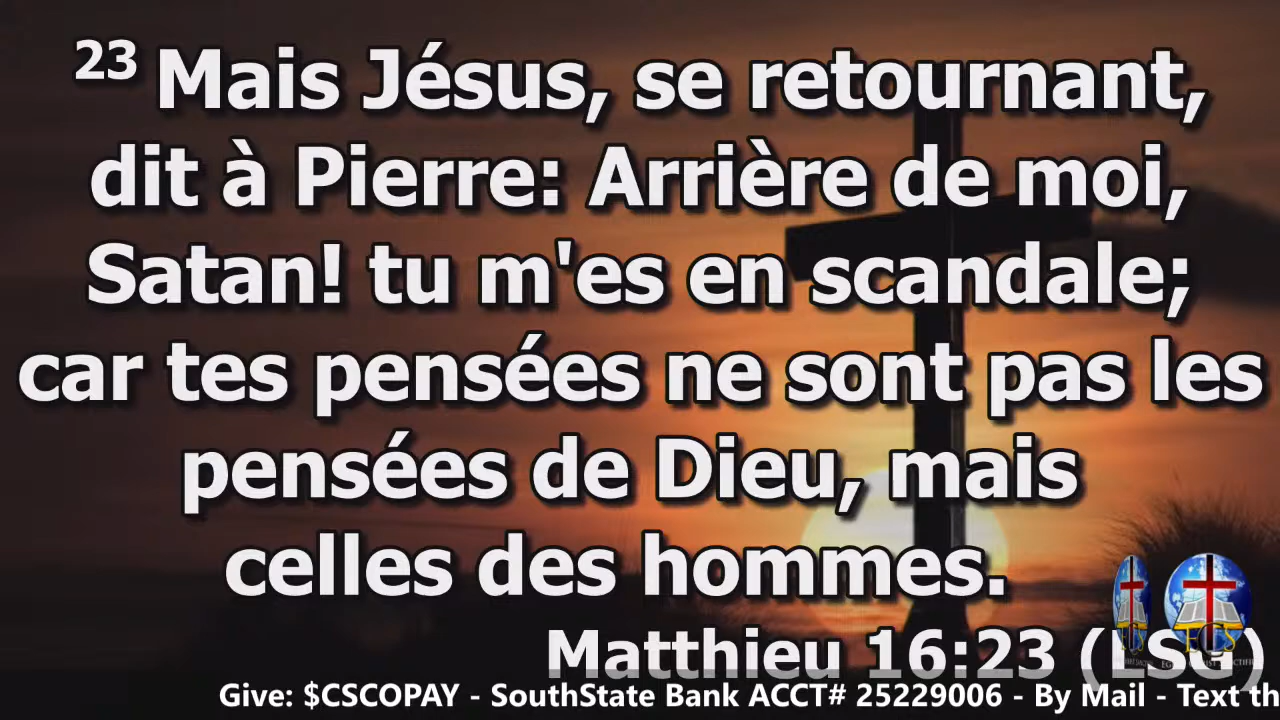 23 Mais Jésus, se retournant,
dit à Pierre: Arrière de moi,
Satan! tu m'es en scandale;
car tes pensées ne sont pas les
pensées de Dieu, mais
celles des hommes.
Matthieu 16:23 (LSG)
Give: $CSCOPAY - SouthState Bank ACCT# 25229006 - By Mail - Text th